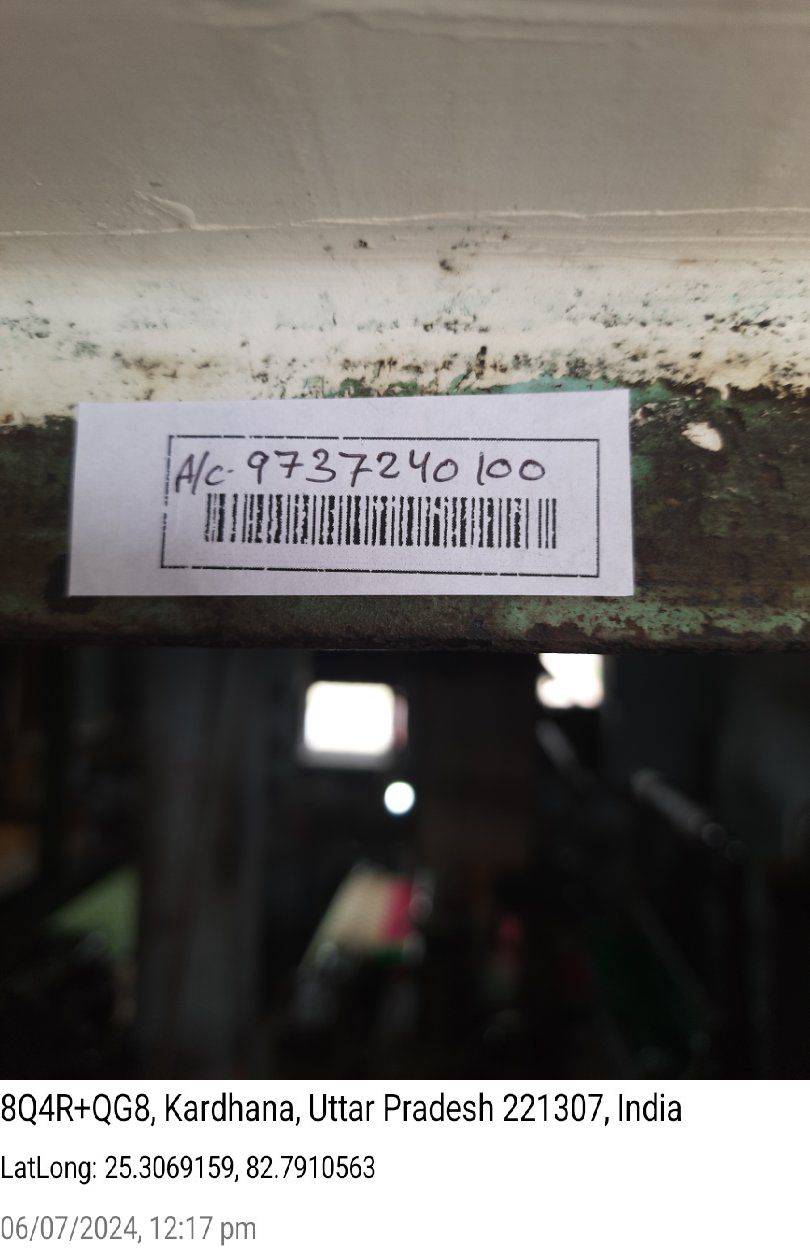 A/c- 9737240100
8Q4R+QG8, Kardhana, Uttar Pradesh 221307, India
LatLong: 25.3069159, 82.7910563
06/07/2024, 12:17 pm